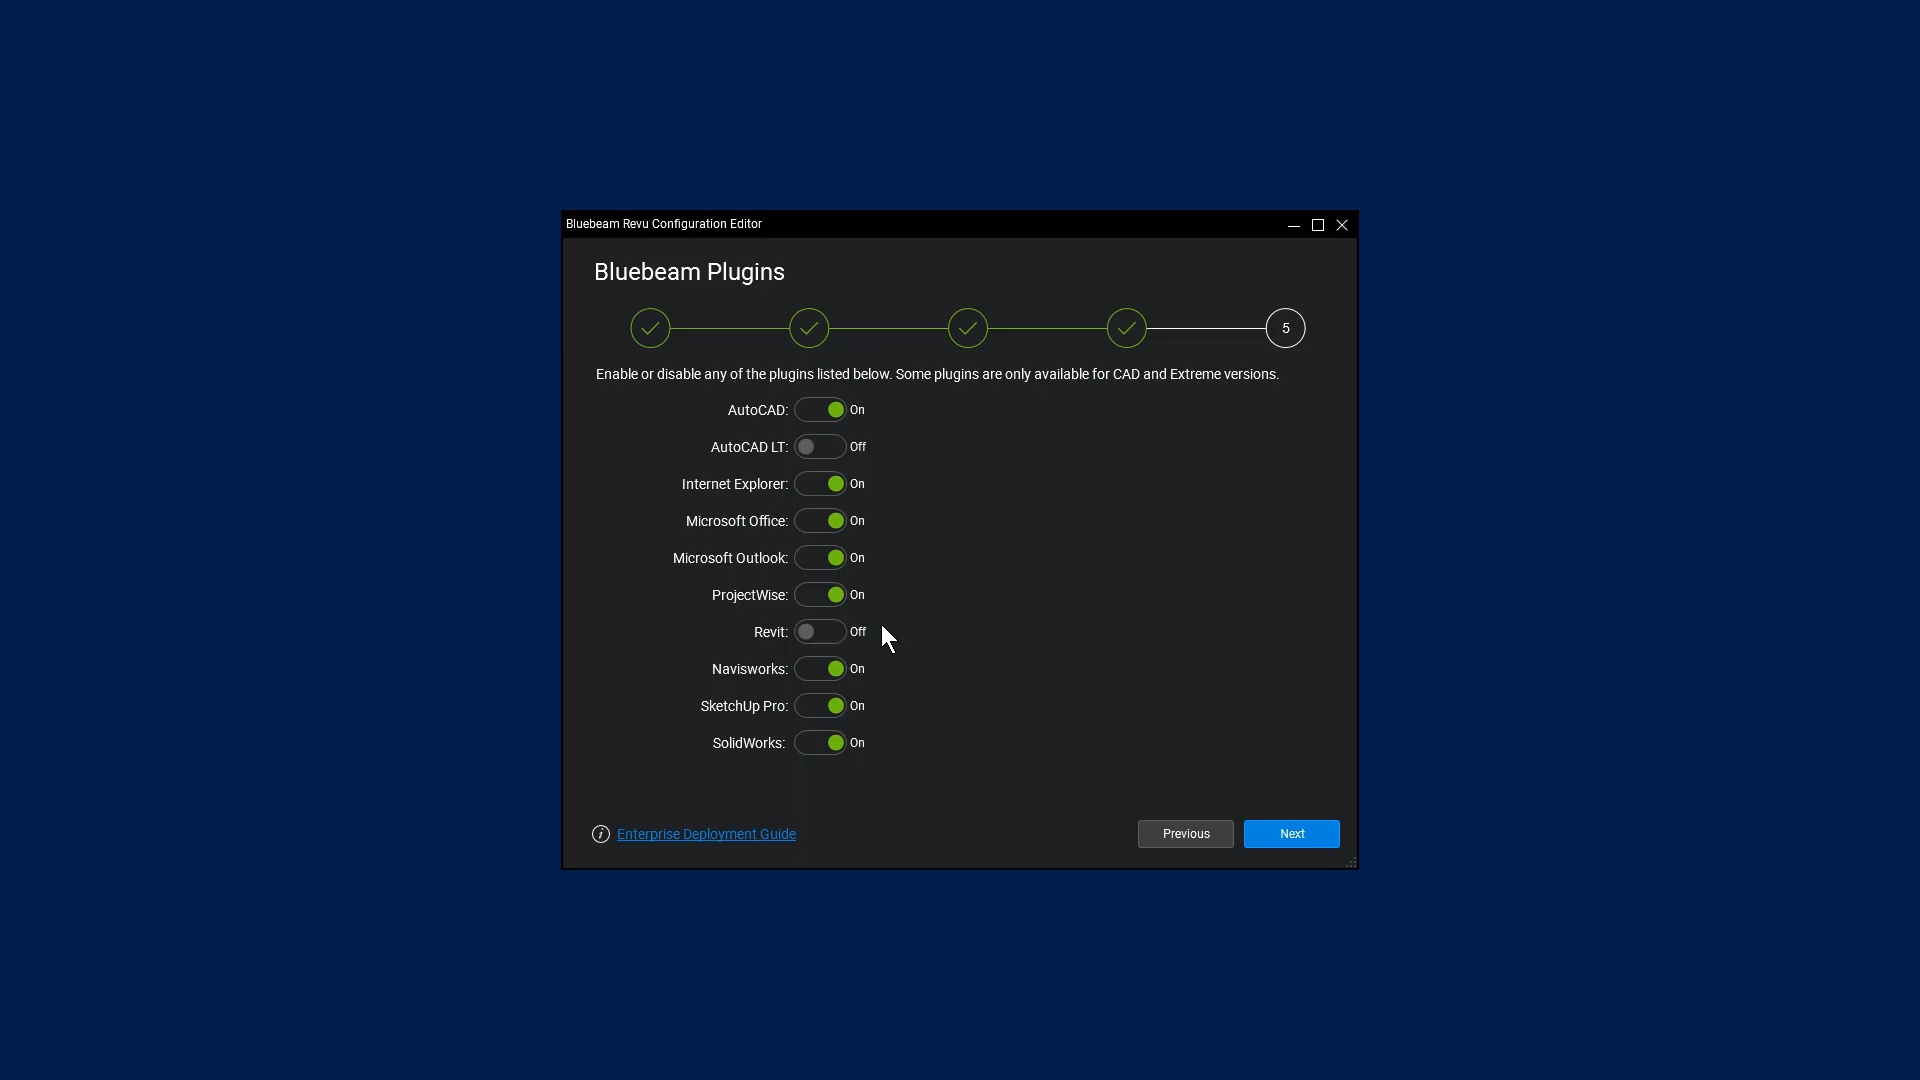 Bluebeam Revu Configuration Editor
Bluebeam Plugins
5
Enable or disable any of the plugins listed below. Some plugins are only available for CAD and Extreme versions.
AutoCAD: On
AutoCAD LT: Off
Internet Explorer: On
Microsoft Office: On
Microsoft Outlook: On
ProjectWise: On
Revit: Off
Navisworks: On
SketchUp Pro: On
SolidWorks: On
i Enterprise Deployment Guide Previous Next